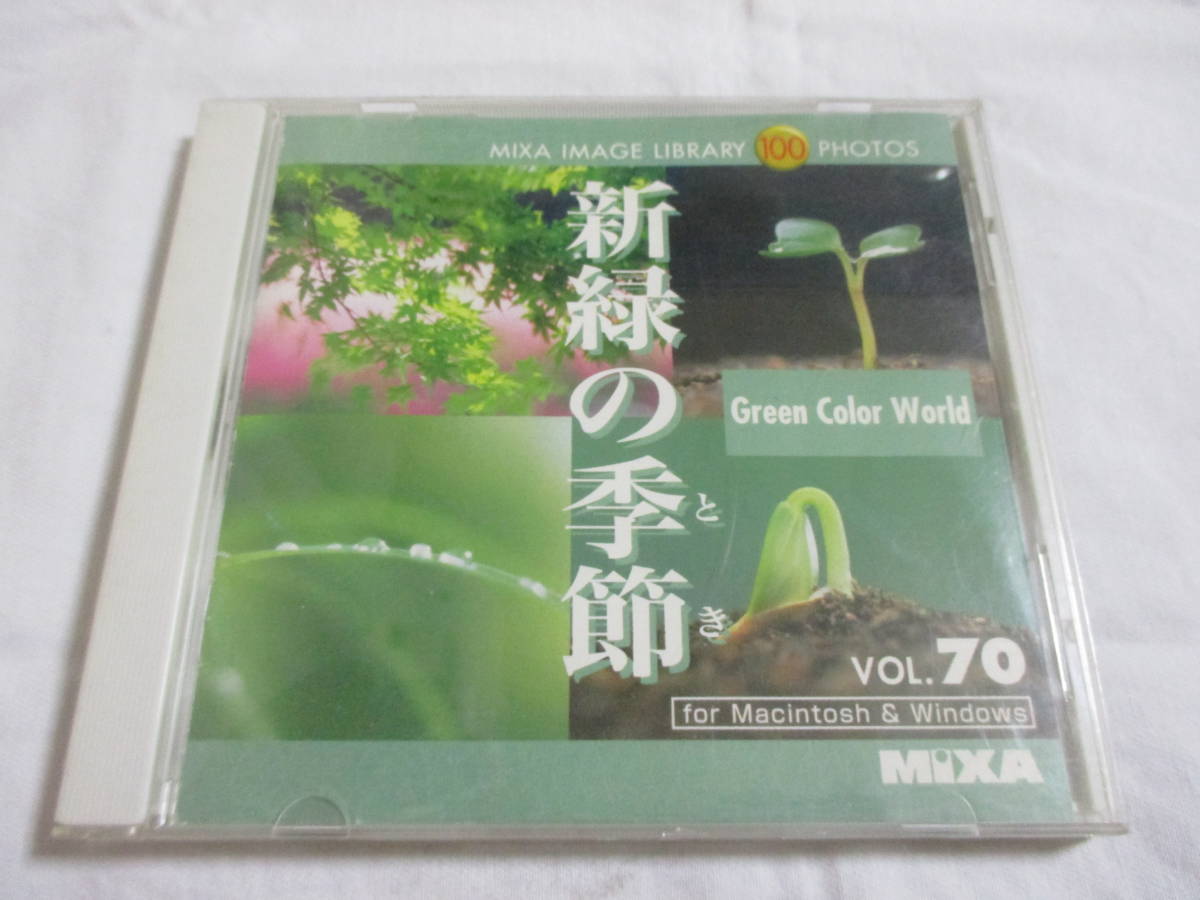 MIXA IMAGE LIBRARY 100 PHOTOS
新緑の季節
とき
Green Color World
VOL.70
for Macintosh & Windows
MIXA